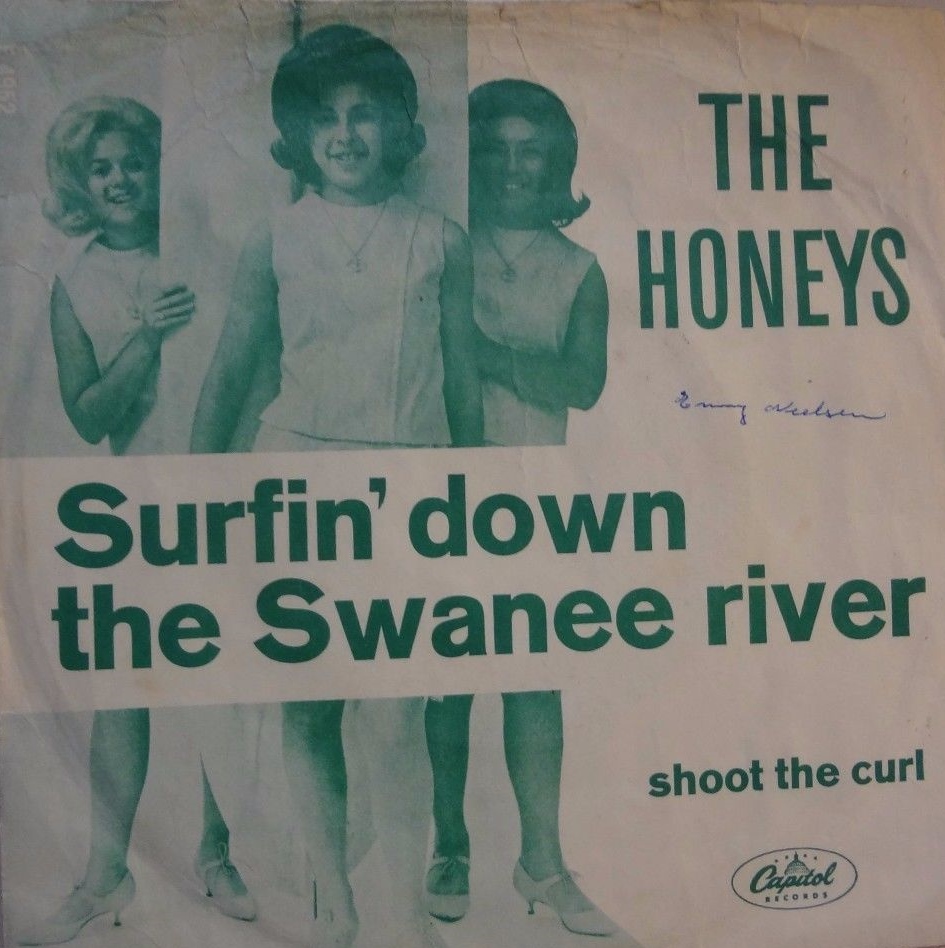 THE
HONEYS
Surfin' down
the Swanee river
shoot the curl
Capitol
RECORDS